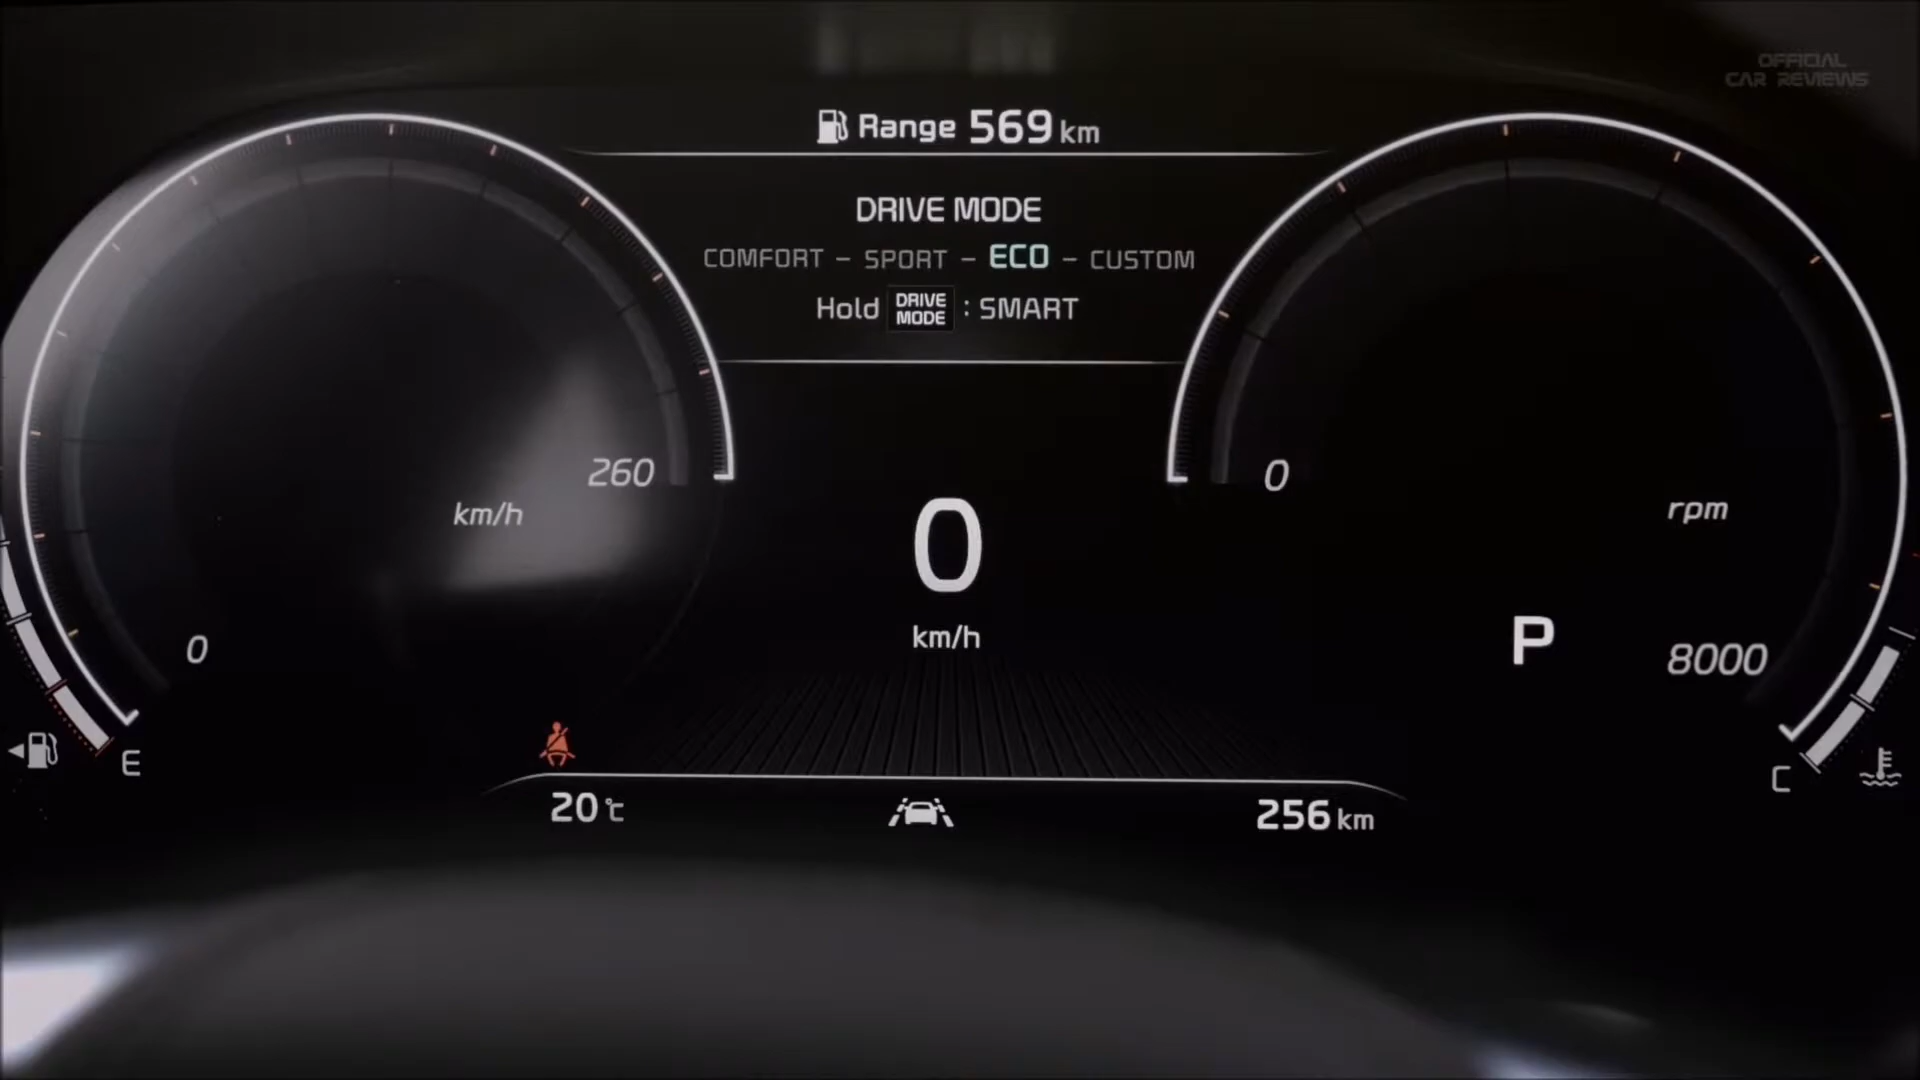 OFFICIAL
CAR REVIEWS
Range 569 km
DRIVE MODE
COMFORT – SPORT – ECO – CUSTOM
Hold DRIVE MODE : SMART
260
km/h
0
0
km/h
0
rpm
P
8000
E
C
20 ℃
256 km